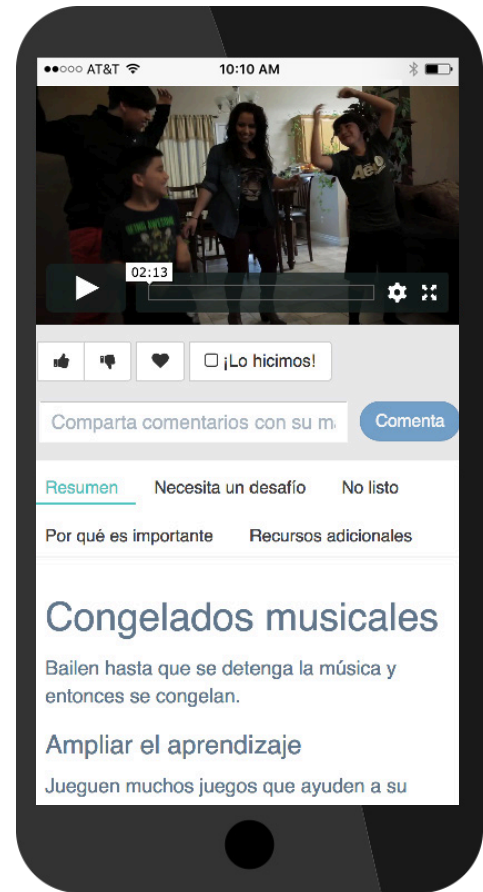 AT&T 10:10 AM
02:13
¡Lo hicimos!
Comparta comentarios con su m
Comenta
Resumen Necesita un desafío No listo
Por qué es importante Recursos adicionales
Congelados musicales
Bailen hasta que se detenga la música y
entonces se congelan.
Ampliar el aprendizaje
Jueguen muchos juegos que ayuden a su